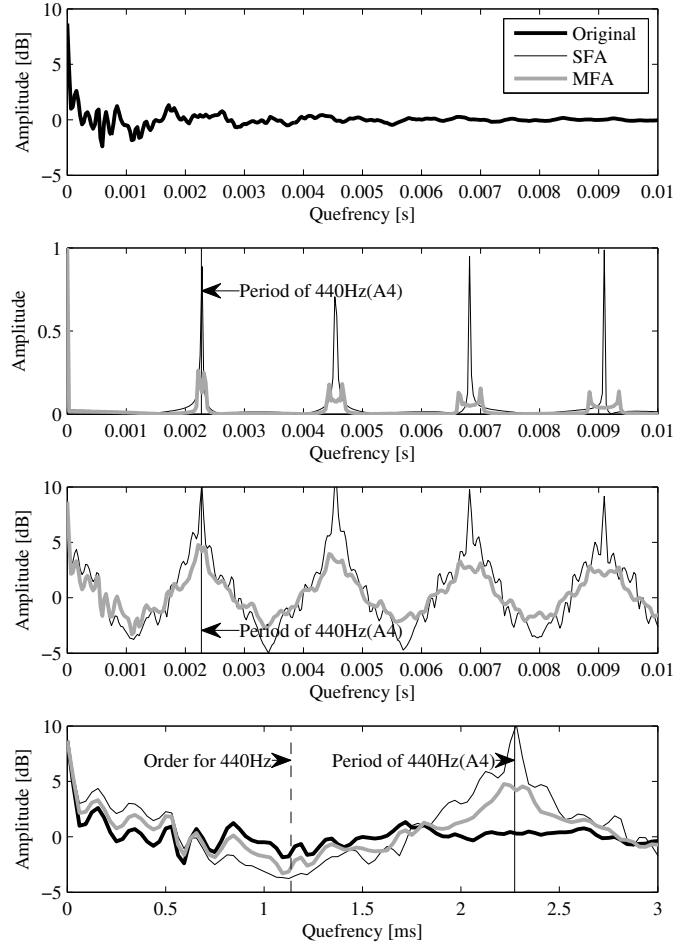 10
5
0
−5
Amplitude [dB]
Original
SFA
MFA
0 0.001 0.002 0.003 0.004 0.005 0.006 0.007 0.008 0.009 0.01
Quefrency [s]
1
0.5
0
Amplitude
Period of 440Hz(A4)
0 0.001 0.002 0.003 0.004 0.005 0.006 0.007 0.008 0.009 0.01
Quefrency [s]
10
5
0
5
Amplitude [dB]
Period of 440Hz(A4)
0 0.001 0.002 0.003 0.004 0.005 0.006 0.007 0.008 0.009 0.01
Quefrency [s]
10
5
0
−5
Amplitude [dB]
Order for 440Hz
Period of 440Hz(A4)
0 0.5 1 1.5 2 2.5 3
Quefrency [ms]